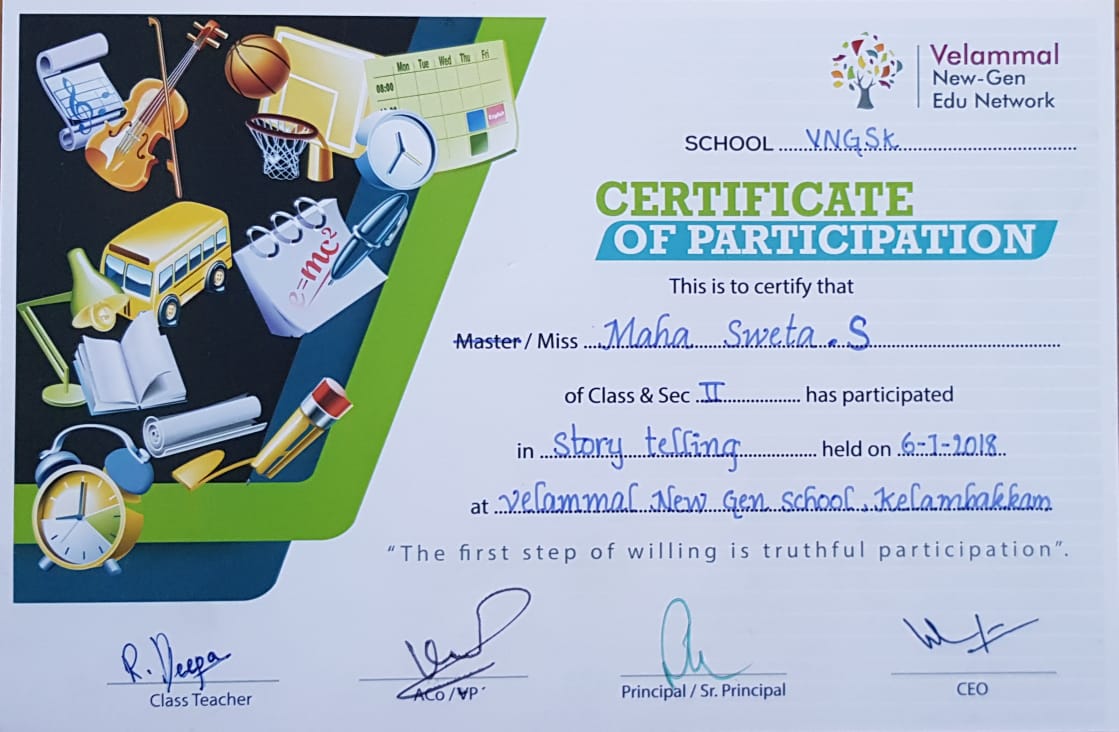 Mon Tue Wed Thu Fri
08:00
English
e=mc²
Velammal
New-Gen
Edu Network
SCHOOL VNGSK
CERTIFICATE
OF PARTICIPATION
This is to certify that
Master / Miss Maha Sweta . S
of Class & Sec II has participated
in Story telling held on 6-7-2018
at Velammal New Gen School, Kelambakkam
"The first step of willing is truthful participation".
R. Deepa
Class Teacher
ACo / VP
Principal / Sr. Principal
CEO